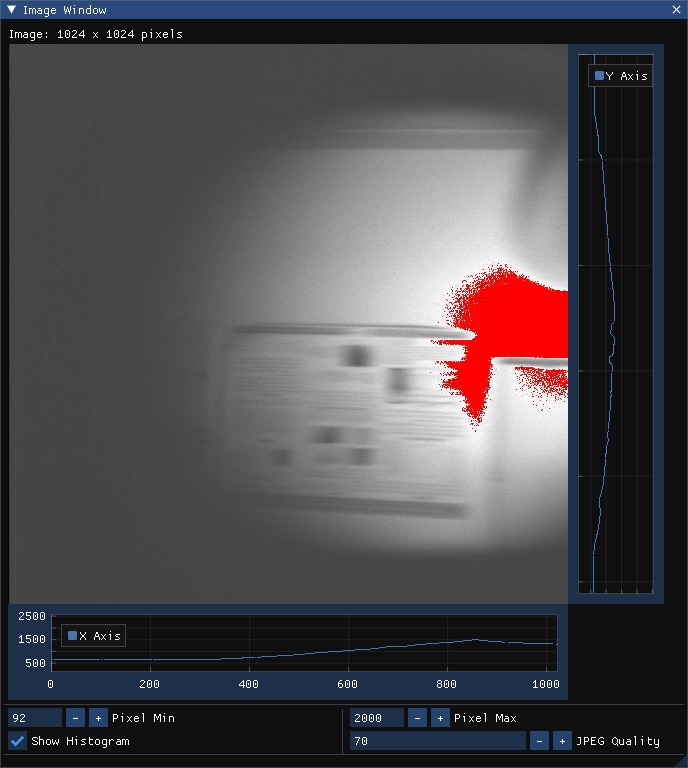 Image Window
Image: 1024 x 1024 pixels
Y Axis
2500
1500
500
X Axis
0 200 400 600 800 1000
92 - + Pixel Min
2000 - + Pixel Max
Show Histogram
70 - + JPEG Quality